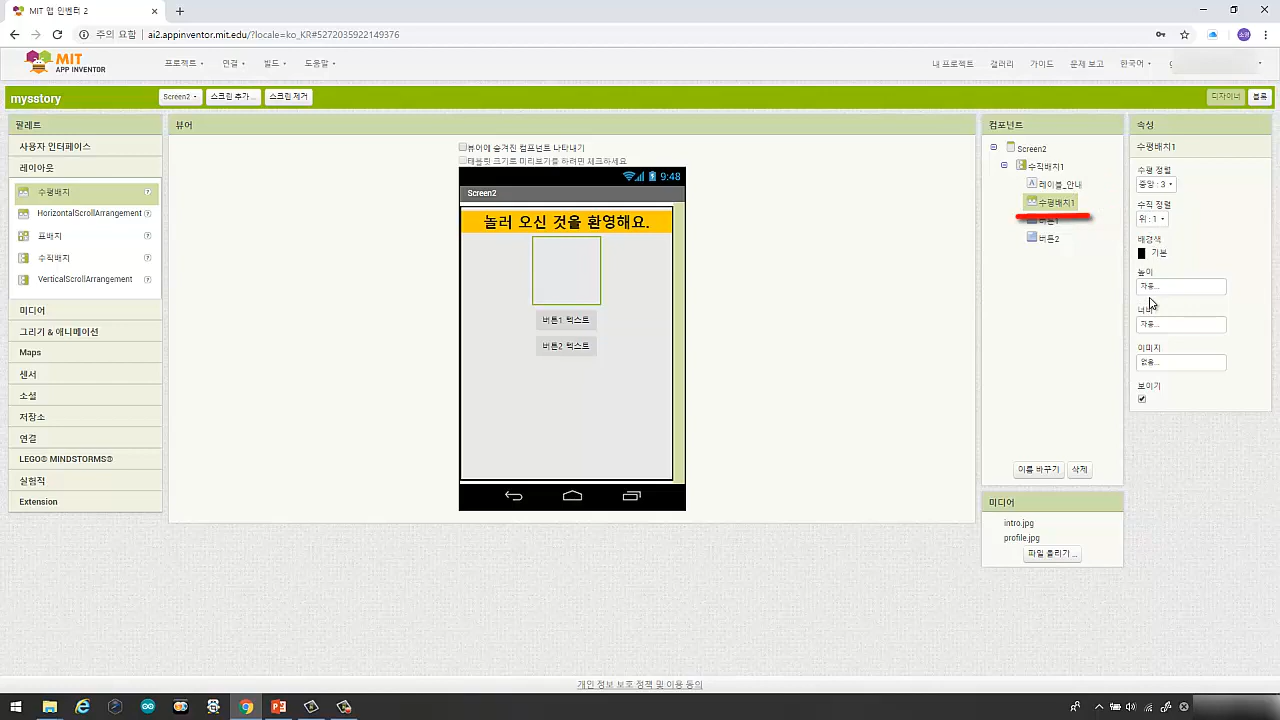 MIT 앱 인벤터 2
주의 요함
ai2.appinventor.mit.edu/?locale=ko_KR#5272035922149376
MIT
APP INVENTOR
프로젝트
연결
빌드
도움말
내 프로젝트
갤러리
가이드
문제 보고
한국어
mysstory
Screen2
스크린 추가...
스크린 제거
디자이너
블록
팔레트
사용자 인터페이스
레이아웃
수평배치
HorizontalScrollArrangement
표배치
수직배치
VerticalScrollArrangement
미디어
그리기 & 애니메이션
Maps
센서
소셜
저장소
연결
LEGO® MINDSTORMS®
실험적
Extension
뷰어
뷰어에 숨겨진 컴포넌트 나타내기
태블릿 크기로 미리보기를 하려면 체크하세요
9:48
Screen2
놀러 오신 것을 환영해요.
버튼1 텍스트
버튼2 텍스트
컴포넌트
Screen2
수직배치1
레이블_안내
수평배치1
버튼1
버튼2
이름 바꾸기
삭제
미디어
intro.jpg
profile.jpg
파일 올리기 ...
속성
수평배치1
수평 정렬
중앙 : 3
수직 정렬
위 : 1
배경색
기본
높이
자동...
너비
자동...
이미지
없음...
보이기
개인 정보 보호 정책 및 이용 동의